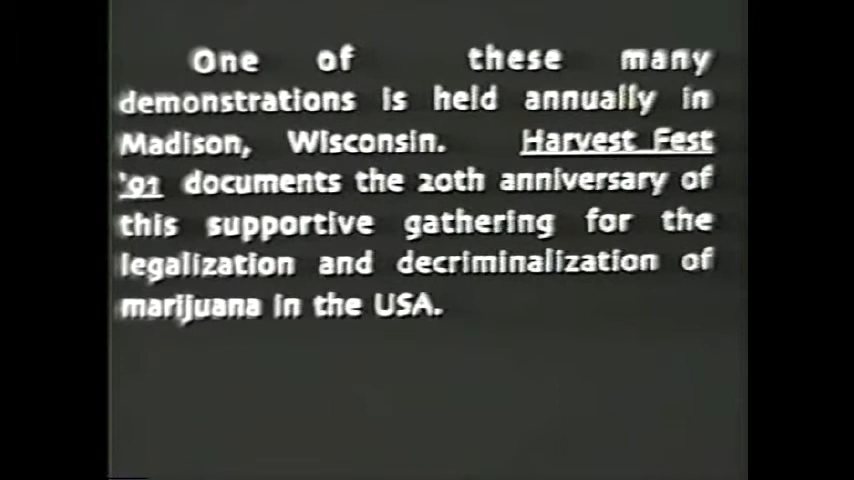 One of these many
demonstrations is held annually in
Madison, Wisconsin. Harvest Fest
'91 documents the 20th anniversary of
this supportive gathering for the
legalization and decriminalization of
marijuana in the USA.